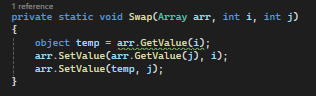 1 reference
private static void Swap(Array arr, int i, int j)
{
    object temp = arr.GetValue(i);
    arr.SetValue(arr.GetValue(j), i);
    arr.SetValue(temp, j);
}